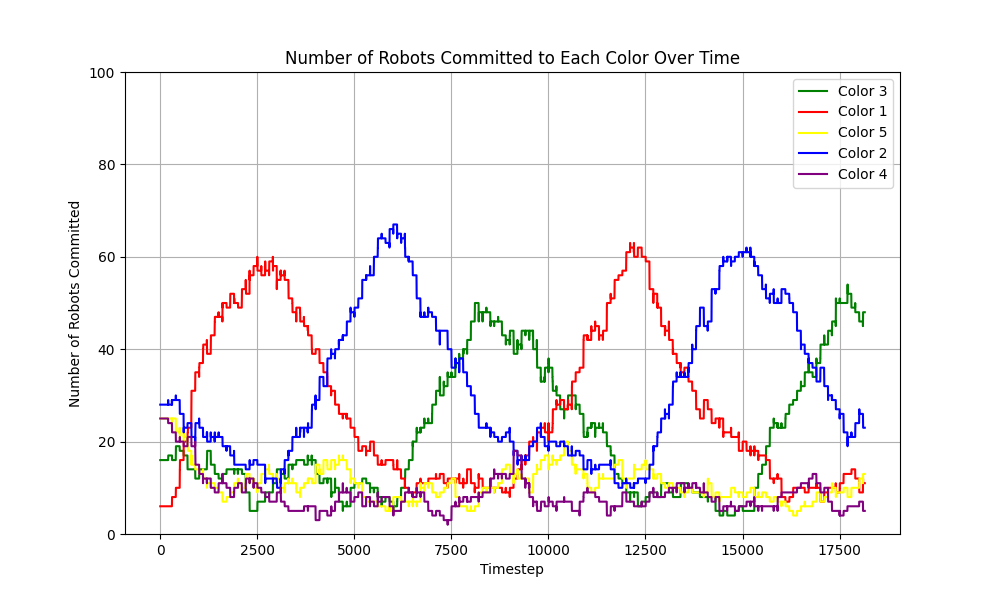 Number of Robots Committed to Each Color Over Time
Number of Robots Committed
100
80
60
40
20
0
Color 3
Color 1
Color 5
Color 2
Color 4
0 2500 5000 7500 10000 12500 15000 17500
Timestep